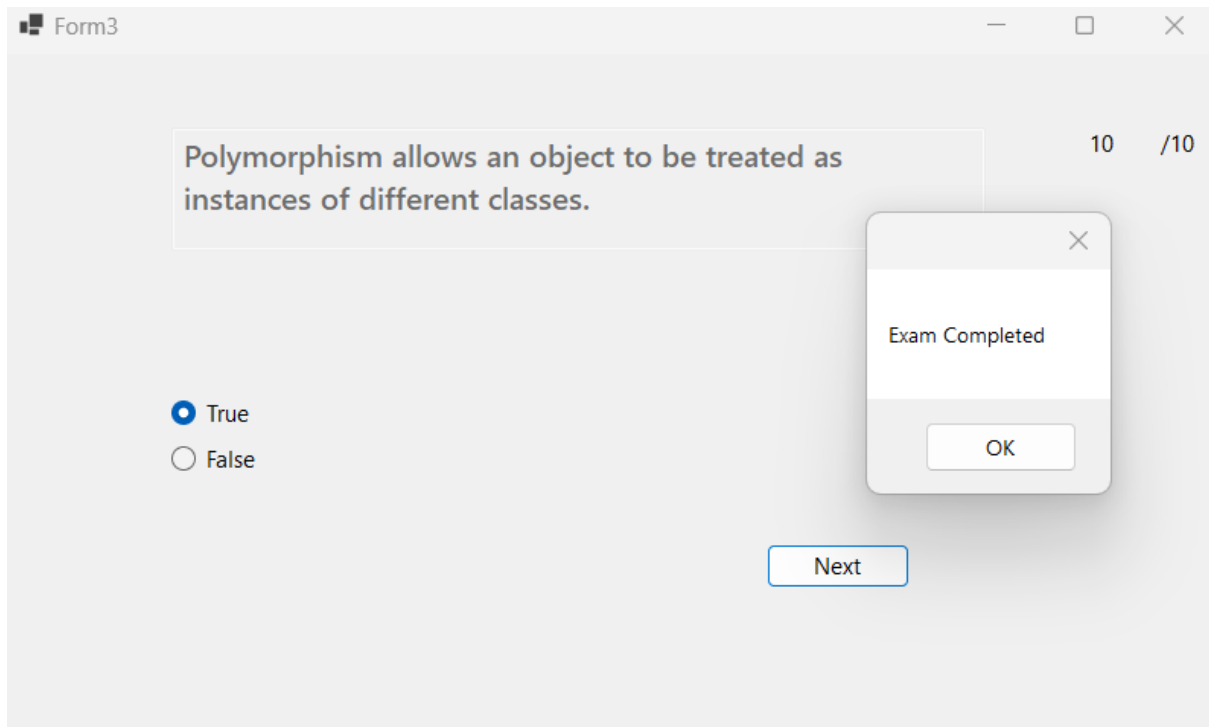 Form3
Polymorphism allows an object to be treated as
instances of different classes.
10 /10
Exam Completed
True
False
OK
Next